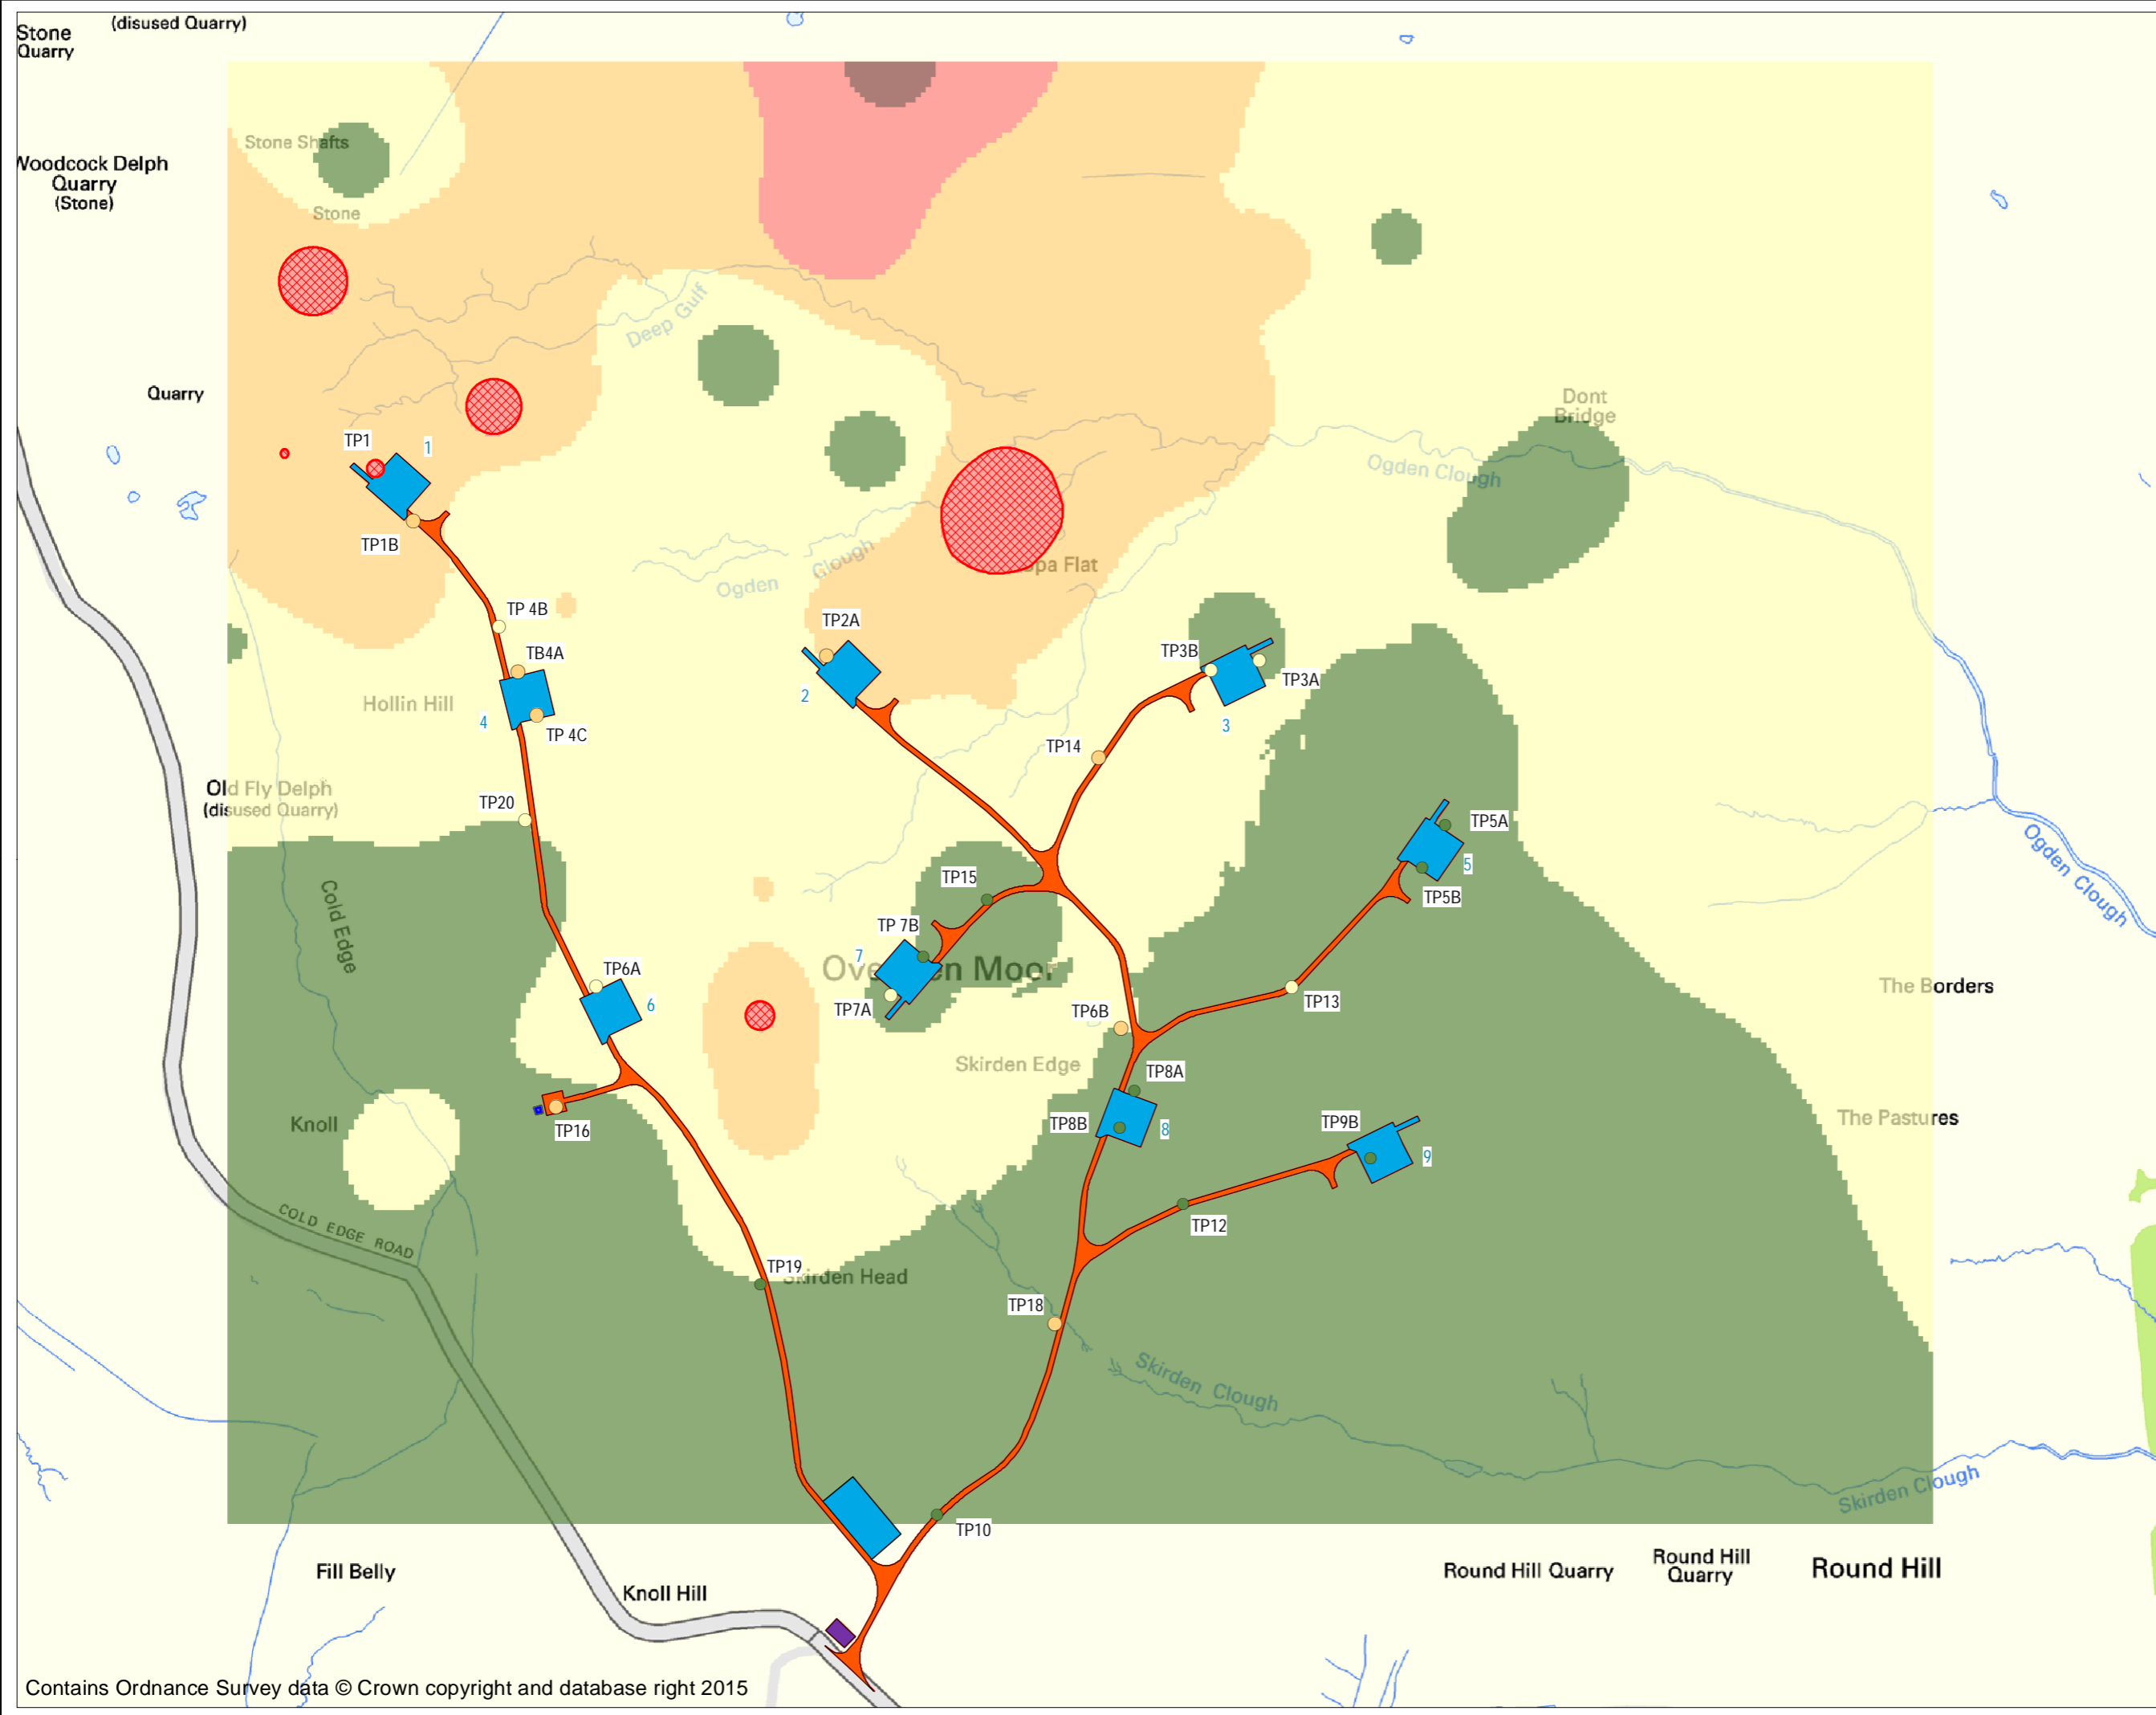 (disused Quarry)
Stone
Quarry
Stone Shafts
Woodcock Delph
Quarry
(Stone)
Stone
Deep Gulf
Quarry
Dont
Bridge
TP1
1
Ogden Clough
TP1B
Ogden Clough
Spa Flat
TP 4B
TP2A
TB4A
TP3B
TP3A
2
Hollin Hill
4
TP 4C
3
TP14
Old Fly Delph
(disused Quarry)
TP20
TP5A
5
Ogden Clough
TP15
TP5B
Cold Edge
TP 7B
7
TP6A
Ovenden Moor
6
TP7A
TP13
The Borders
TP6B
Skirden Edge
TP8A
Knoll
TP16
TP8B
8
TP9B
9
The Pastures
COLD EDGE ROAD
TP12
TP19
Skirden Head
TP18
Skirden Clough
Skirden Clough
TP10
Fill Belly
Knoll Hill
Round Hill Quarry
Round Hill
Quarry
Round Hill
Contains Ordnance Survey data © Crown copyright and database right 2015